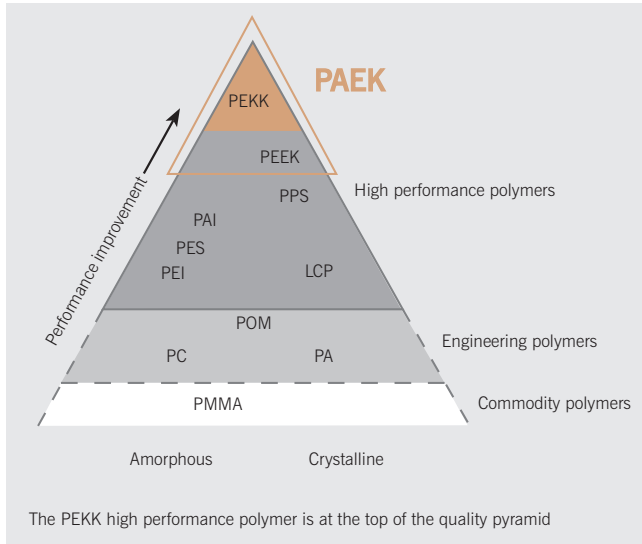 PAEK
PEKK
PEEK
PPS
High performance polymers
Performance improvement
PAI
PES
PEI
LCP
POM
Engineering polymers
PC
PA
PMMA
Commodity polymers
Amorphous
Crystalline
The PEKK high performance polymer is at the top of the quality pyramid